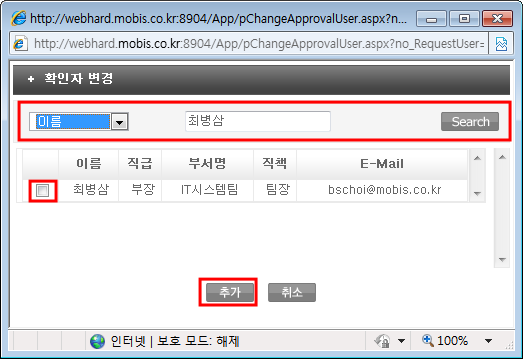 http://webhard.mobis.co.kr:8904/App/pChangeApprovalUser.aspx?n...
http://webhard.mobis.co.kr:8904/App/pChangeApprovalUser.aspx?no_RequestUser=
+ 확인자 변경
이름 최병삼 Search
이름 직급 부서명 직책 E-Mail
최병삼 부장 IT시스템팀 팀장 bschoi@mobis.co.kr
추가 취소
인터넷 | 보호 모드: 해제 100%